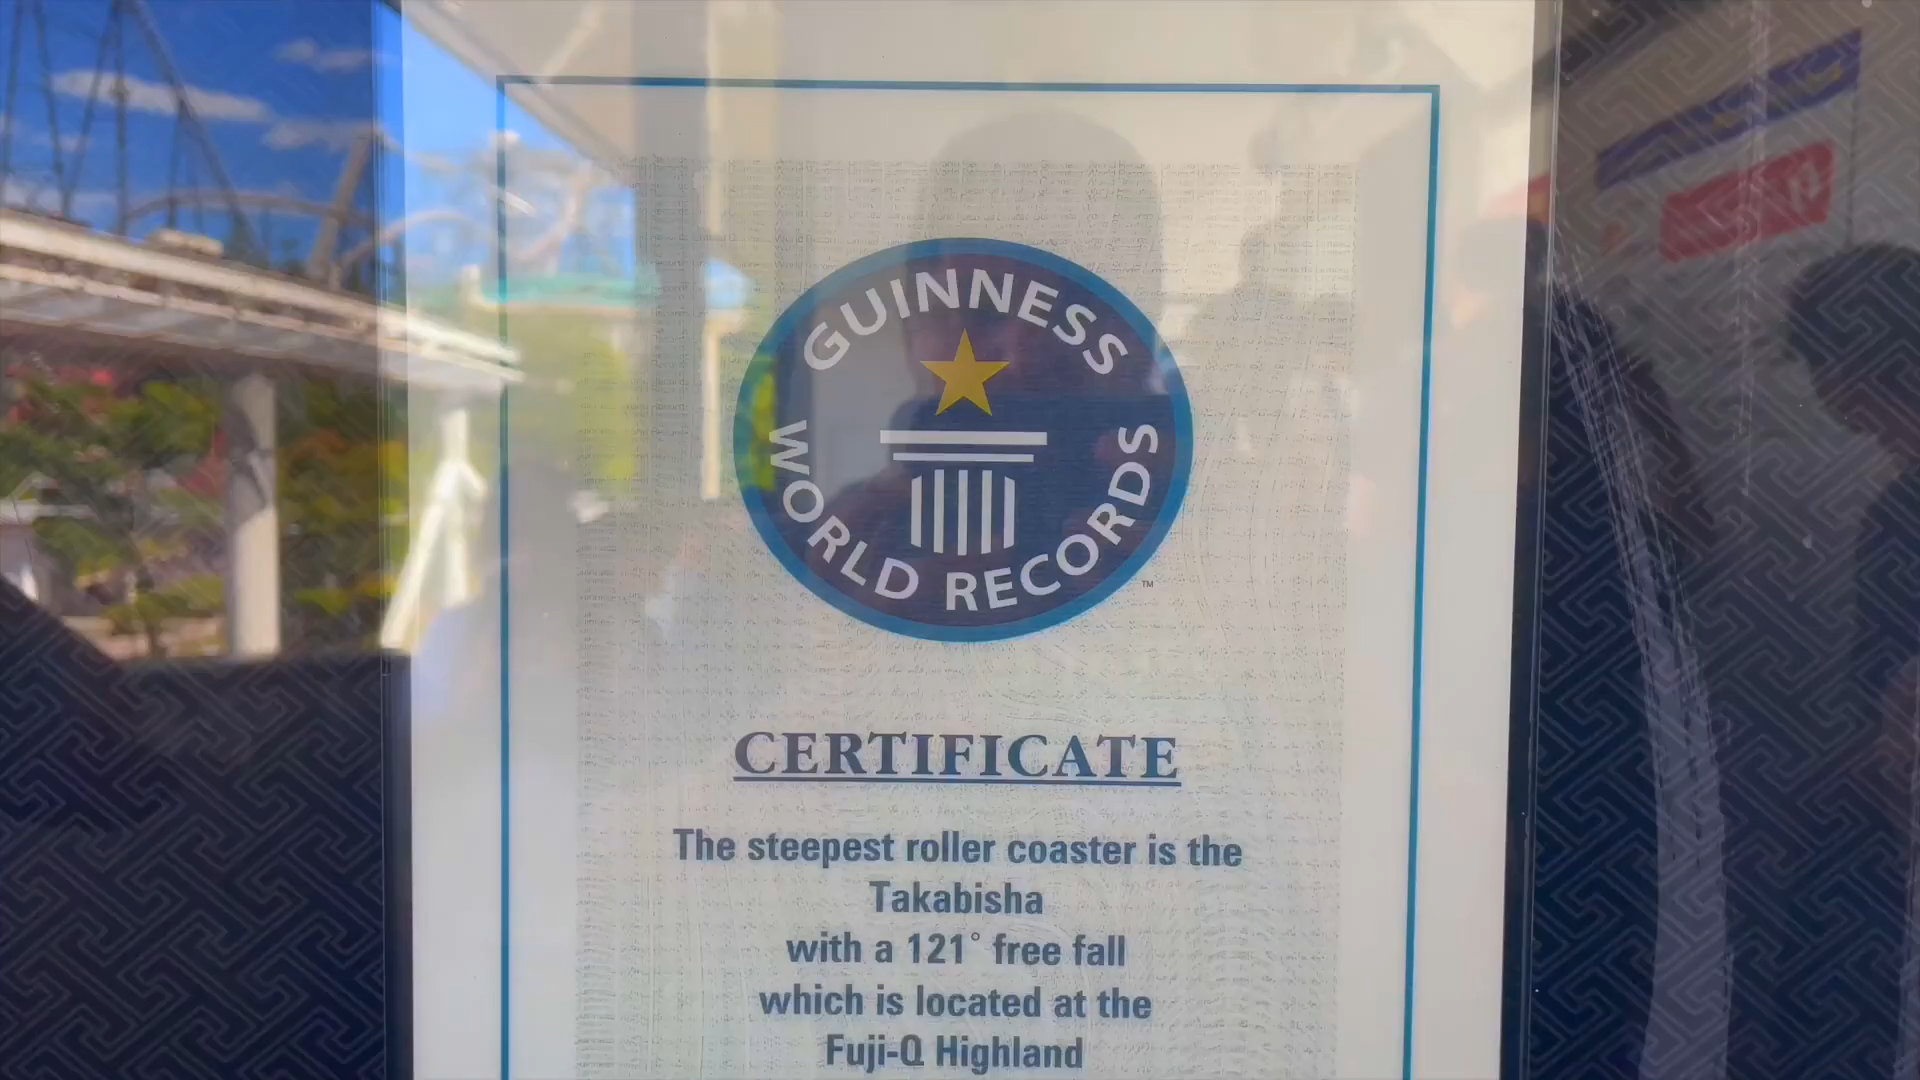 GUINNESS
WORLD RECORDS
™
CERTIFICATE
The steepest roller coaster is the
Takabisha
with a 121° free fall
which is located at the
Fuji-Q Highland